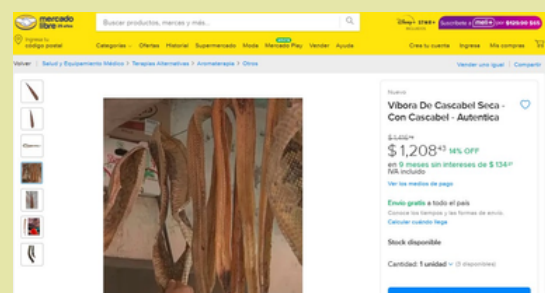 mercado
libre
Buscar productos, marcas y más...
Ingresa tu
código postal
Categorías Ofertas Historial Supermercado Moda Mercado Play Vender Ayuda
Crea tu cuenta Ingresa Mis compras
Volver | Salud y Equipamiento Médico > Terapias Alternativas > Aromaterapia > Otros
Vender uno igual | Compartir
Nuevo
Víbora De Cascabel Seca -
Con Cascabel - Autentica
$ 1,208⁴³ 14% OFF
en 9 meses sin intereses de $ 134
IVA incluido
Ver los medios de pago
Envío gratis a todo el país
Conoce los tiempos y las formas de envío.
Calcular cuándo llega
Stock disponible
Cantidad: 1 unidad